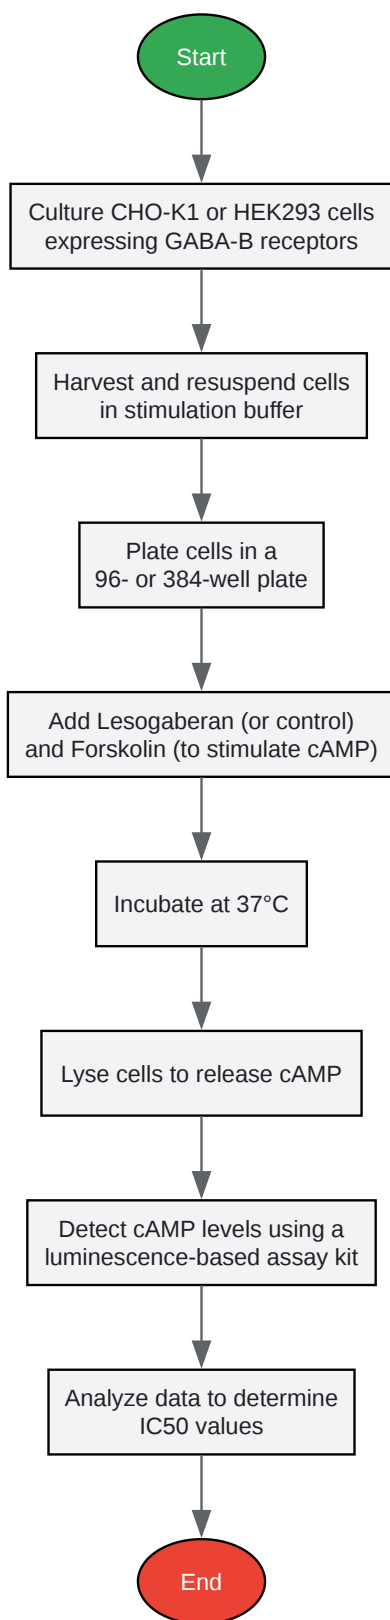 Start
Culture CHO-K1 or HEK293 cells
expressing GABA-B receptors
Harvest and resuspend cells
in stimulation buffer
Plate cells in a
96- or 384-well plate
Add Lesogaberan (or control)
and Forskolin (to stimulate cAMP)
Incubate at 37°C
Lyse cells to release cAMP
Detect cAMP levels using a
luminescence-based assay kit
Analyze data to determine
IC50 values
End